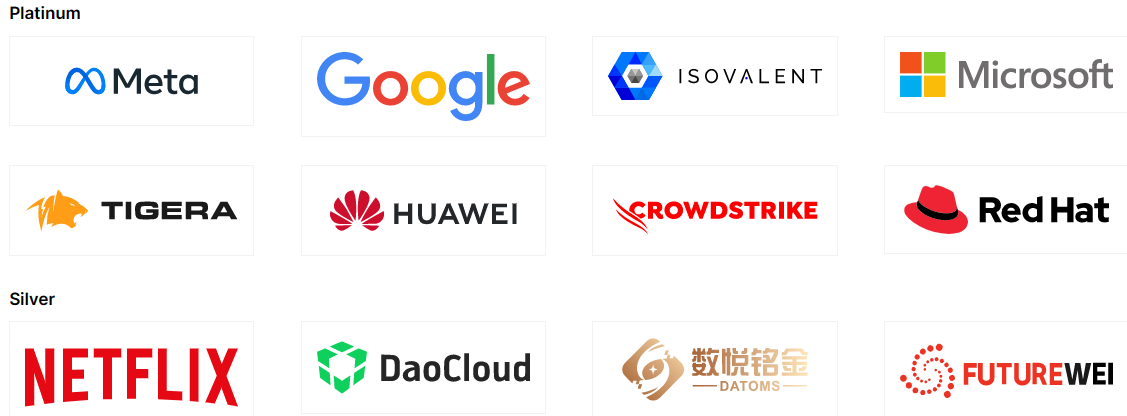 Platinum
Meta
Google
ISOVALENT
Microsoft
TIGERA
HUAWEI
CROWDSTRIKE
Red Hat
Silver
NETFLIX
DaoCloud
数悦铭金
DATOMS
FUTUREWEI